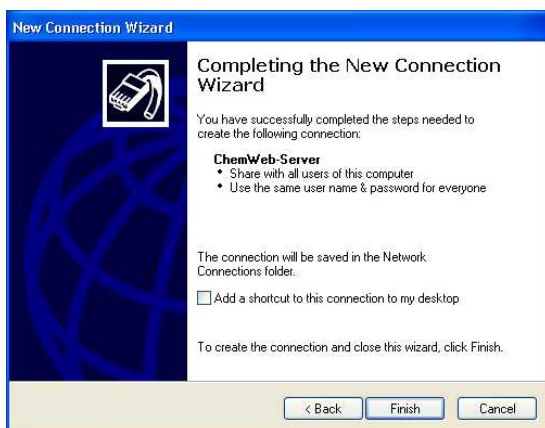 New Connection Wizard
Completing the New Connection
Wizard
You have successfully completed the steps needed to
create the following connection:
ChemWeb-Server
• Share with all users of this computer
• Use the same user name & password for everyone
The connection will be saved in the Network
Connections folder.
Add a shortcut to this connection to my desktop
To create the connection and close this wizard, click Finish.
< Back Finish Cancel